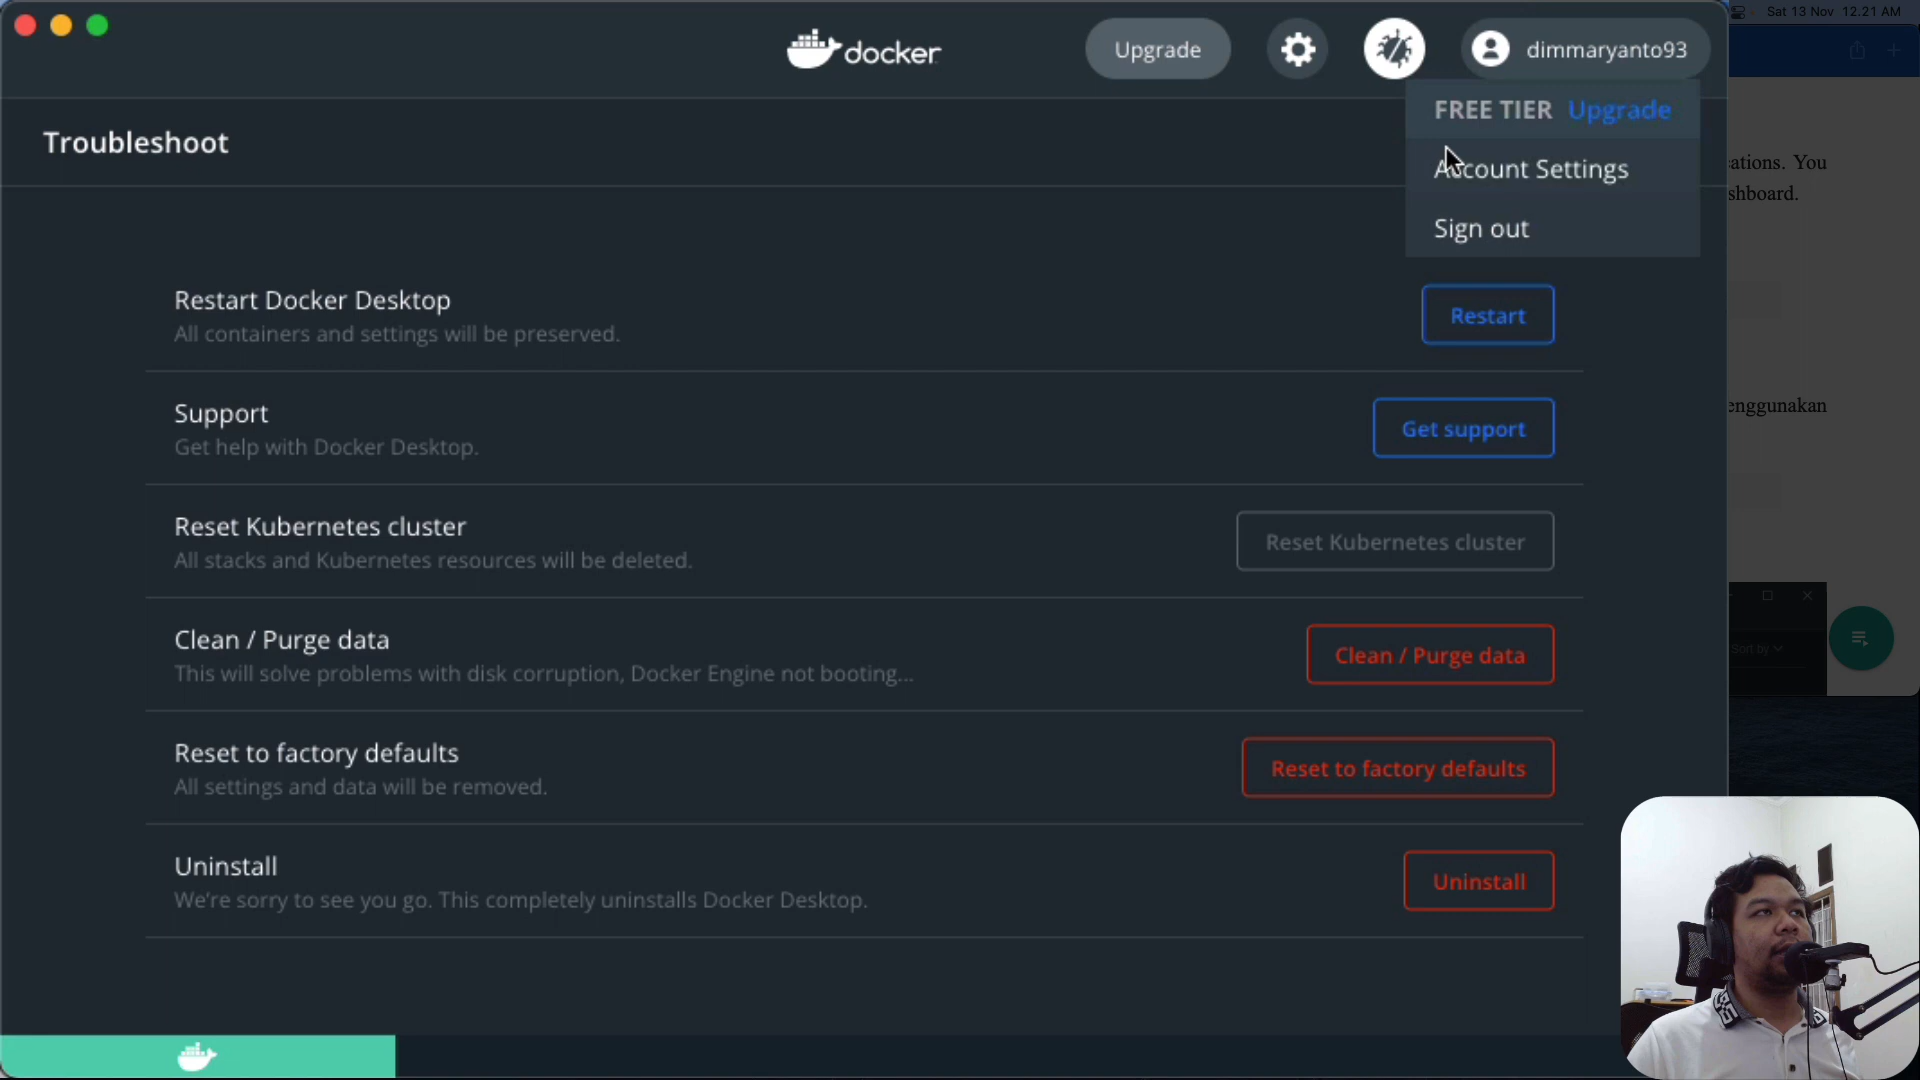 Sat 13 Nov 12.21 AM
docker
Upgrade
dimmaryanto93
FREE TIER Upgrade
Account Settings
Sign out
Troubleshoot
ations. You
shboard.
Restart Docker Desktop
All containers and settings will be preserved.
Restart
Support
Get help with Docker Desktop.
Get support
enggunakan
Reset Kubernetes cluster
All stacks and Kubernetes resources will be deleted.
Reset Kubernetes cluster
Clean / Purge data
This will solve problems with disk corruption, Docker Engine not booting...
Clean / Purge data
Sort by
Reset to factory defaults
All settings and data will be removed.
Reset to factory defaults
Uninstall
We're sorry to see you go. This completely uninstalls Docker Desktop.
Uninstall